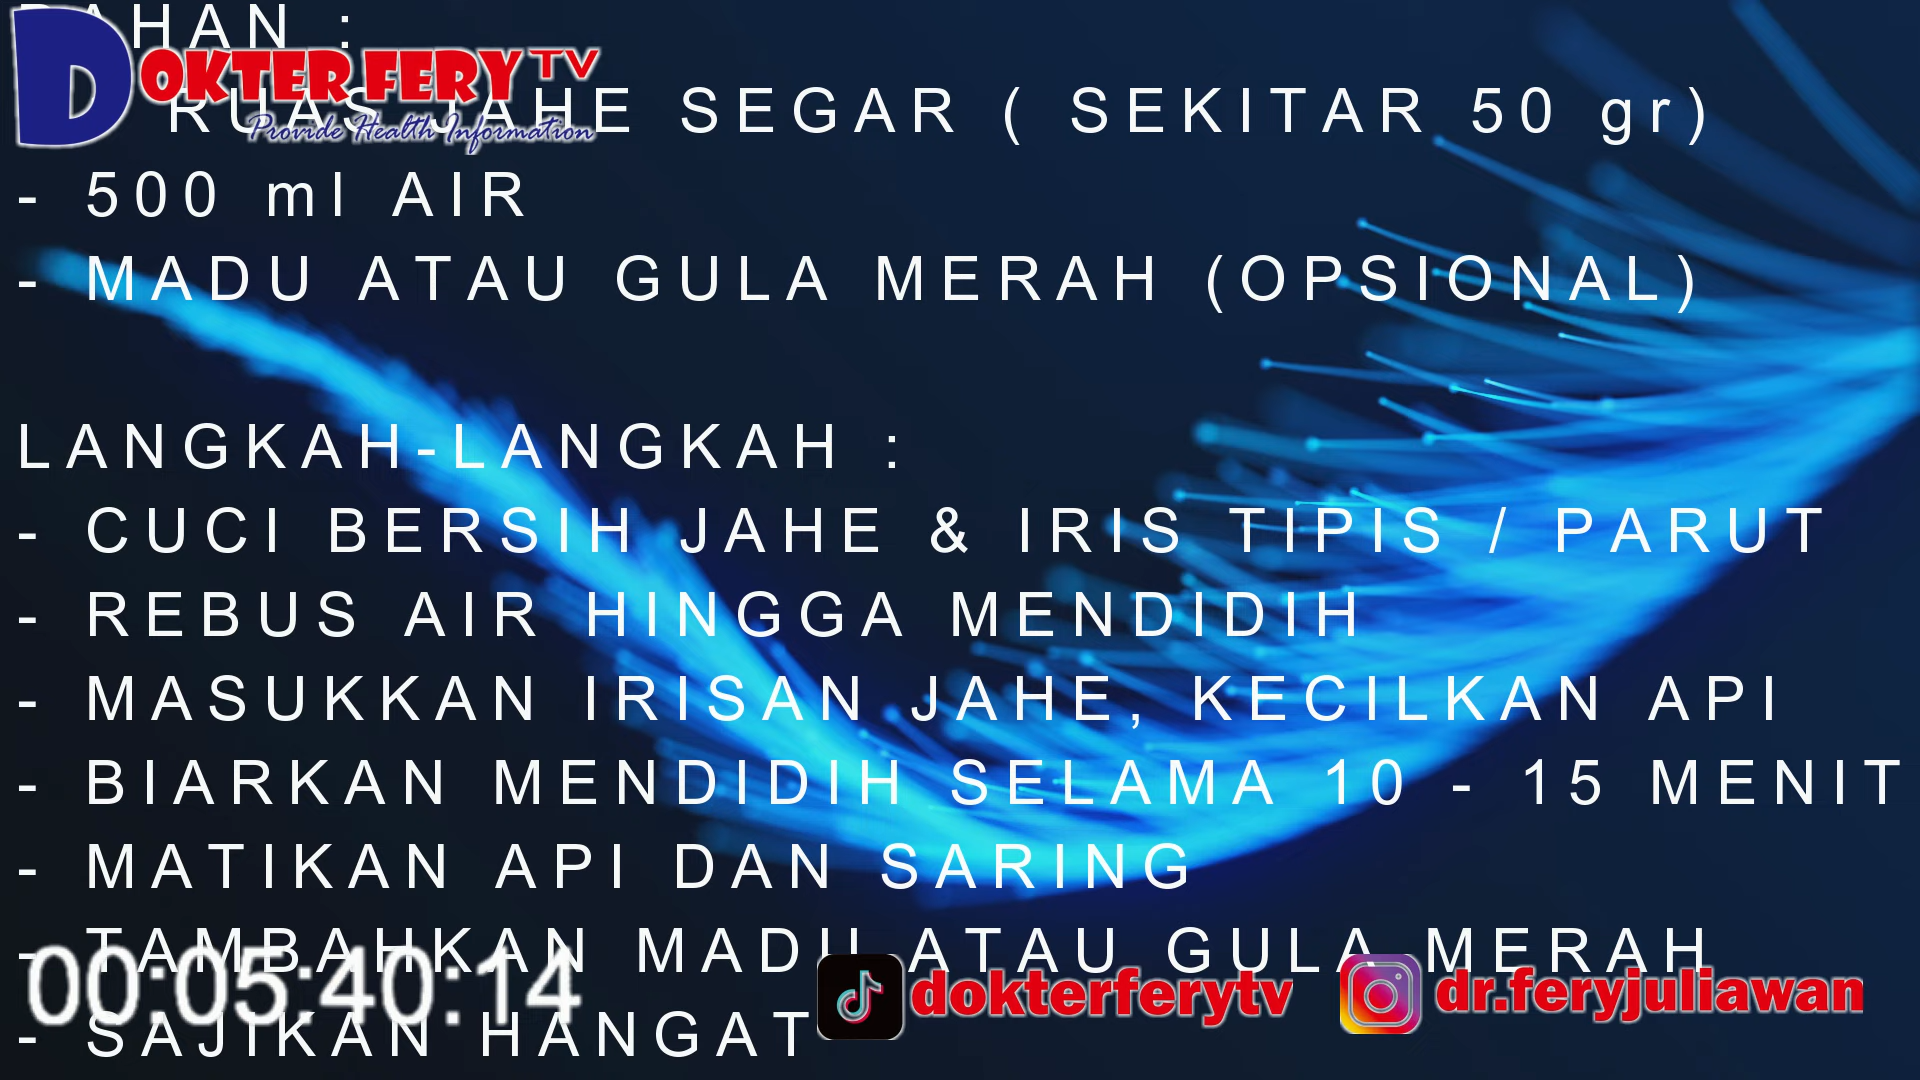 BAHAN :
DOKTER FERY TV
RUAS JAHE SEGAR ( SEKITAR 50 gr)
Provide Health Information
- 500 ml AIR
- MADU ATAU GULA MERAH (OPSIONAL)
LANGKAH-LANGKAH :
- CUCI BERSIH JAHE & IRIS TIPIS / PARUT
- REBUS AIR HINGGA MENDIDIH
- MASUKKAN IRISAN JAHE, KECILKAN API
- BIARKAN MENDIDIH SELAMA 10 - 15 MENIT
- MATIKAN API DAN SARING
- TAMBAHKAN MADU ATAU GULA MERAH
00:05:40:14
dokterferytv
dr.feryjuliawan
- SAJIKAN HANGAT